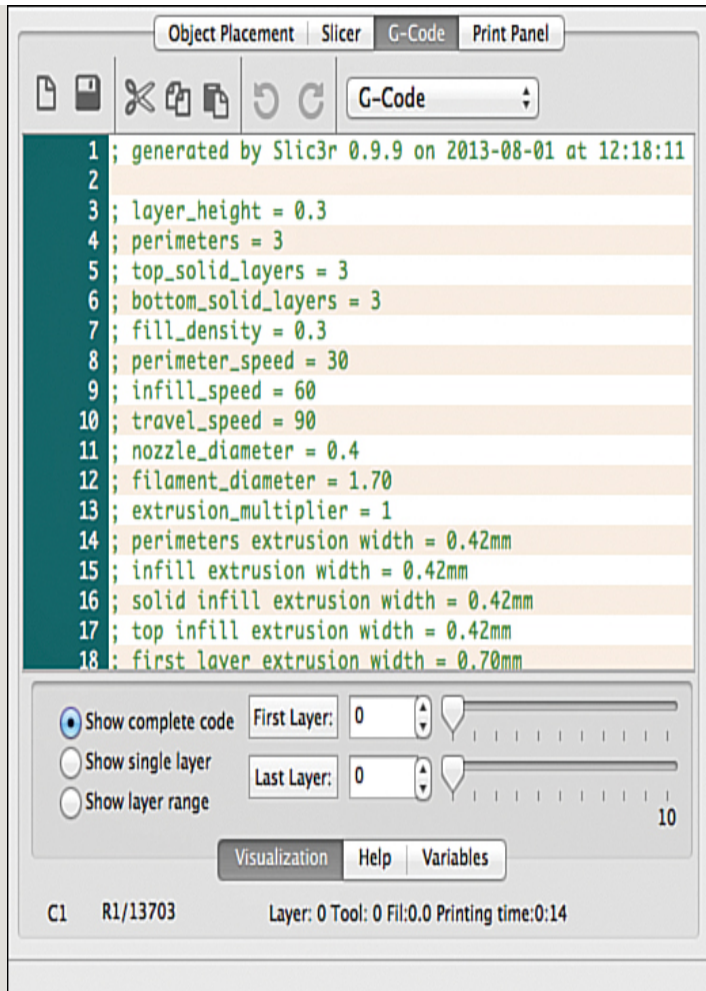 Object Placement Slicer G-Code Print Panel
G-Code
1 ; generated by Slic3r 0.9.9 on 2013-08-01 at 12:18:11
2
3 ; layer_height = 0.3
4 ; perimeters = 3
5 ; top_solid_layers = 3
6 ; bottom_solid_layers = 3
7 ; fill_density = 0.3
8 ; perimeter_speed = 30
9 ; infill_speed = 60
10 ; travel_speed = 90
11 ; nozzle_diameter = 0.4
12 ; filament_diameter = 1.70
13 ; extrusion_multiplier = 1
14 ; perimeters extrusion width = 0.42mm
15 ; infill extrusion width = 0.42mm
16 ; solid infill extrusion width = 0.42mm
17 ; top infill extrusion width = 0.42mm
18 ; first layer extrusion width = 0.70mm
Show complete code First Layer: 0
Show single layer
Last Layer: 0
Show layer range
10
Visualization Help Variables
C1 R1/13703 Layer: 0 Tool: 0 Fil:0.0 Printing time:0:14